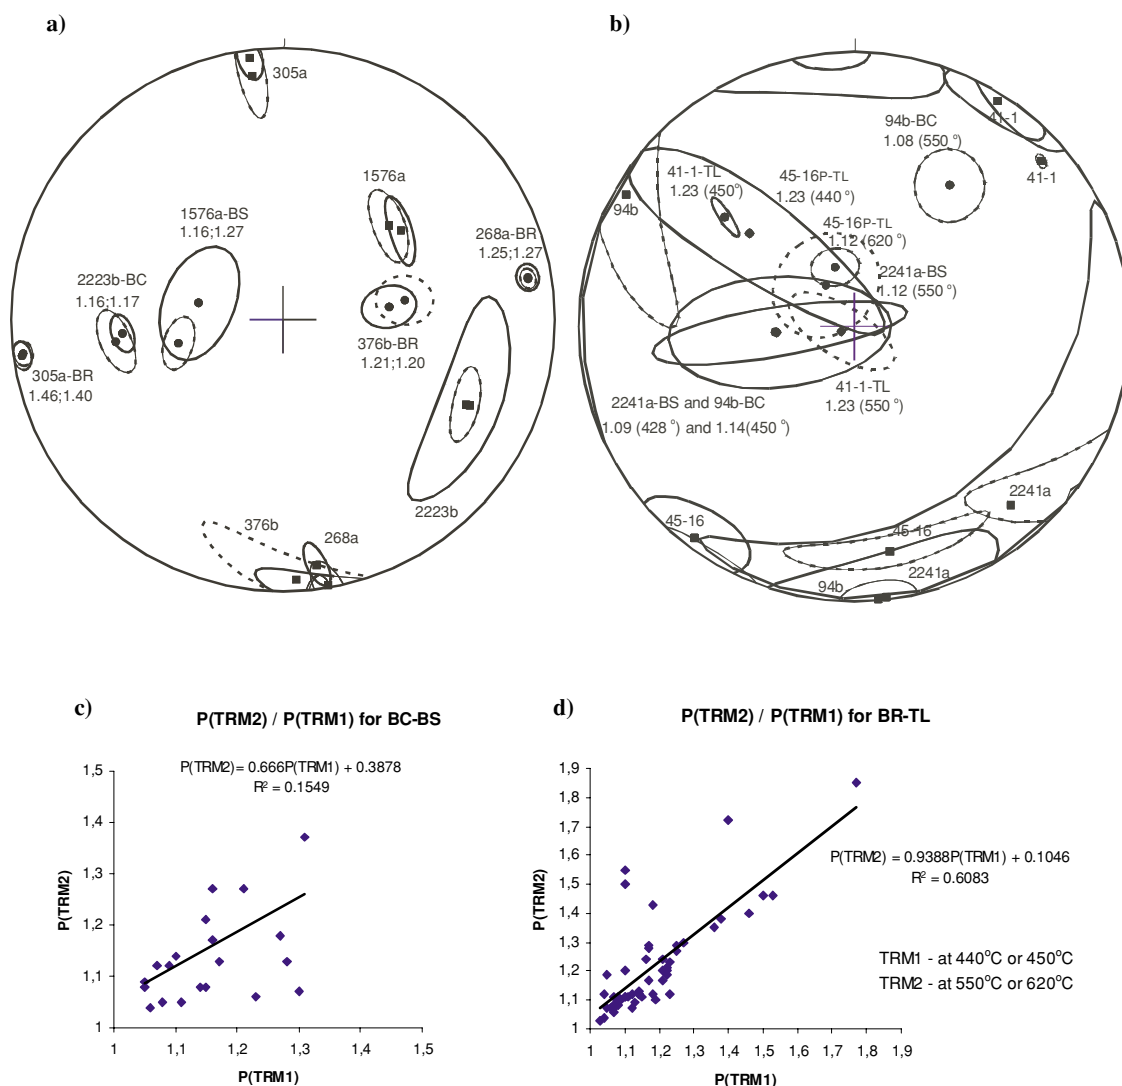 a)
305a
1576a
1576a-BS
1.16;1.27
268a-BR
1.25;1.27
2223b-BC
1.16;1.17
376b-BR
1.21;1.20
305a-BR
1.46;1.40
2223b
376b
268a
b)
41-1
94b-BC
1.08 (550 °)
41-1
41-1-TL
1.23 (450°)
45-16P-TL
1.23 (440°)
94b
45-16P-TL
1.12 (620°)
2241a-BS
1.12 (550°)
41-1-TL
1.23 (550°)
2241a-BS and 94b-BC
1.09 (428 °) and 1.14(450°)
2241a
45-16
45-16
2241a
94b
c)
P(TRM2) / P(TRM1) for BC-BS
P(TRM2)= 0.666P(TRM1) + 0.3878
R² = 0.1549
P(TRM2)
1,5
1,4
1,3
1,2
1,1
1
1
1,1
1,2
1,3
1,4
1,5
P(TRM1)
d)
P(TRM2) / P(TRM1) for BR-TL
P(TRM2) = 0.9388P(TRM1) + 0.1046
R² = 0.6083
TRM1 - at 440°C or 450°C
TRM2 - at 550°C or 620°C
P(TRM2)
1,9
1,8
1,7
1,6
1,5
1,4
1,3
1,2
1,1
1
1
1,1
1,2
1,3
1,4
1,5
1,6
1,7
1,8
1,9
P(TRM1)